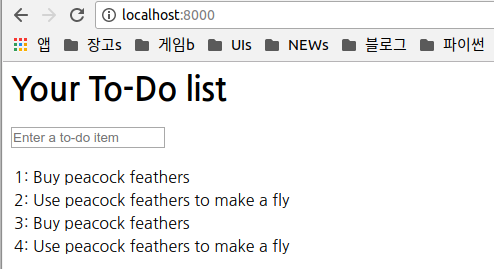 localhost:8000
앱 장고s 게임b UIs NEWs 블로그 파이썬
Your To-Do list
Enter a to-do item
1: Buy peacock feathers
2: Use peacock feathers to make a fly
3: Buy peacock feathers
4: Use peacock feathers to make a fly